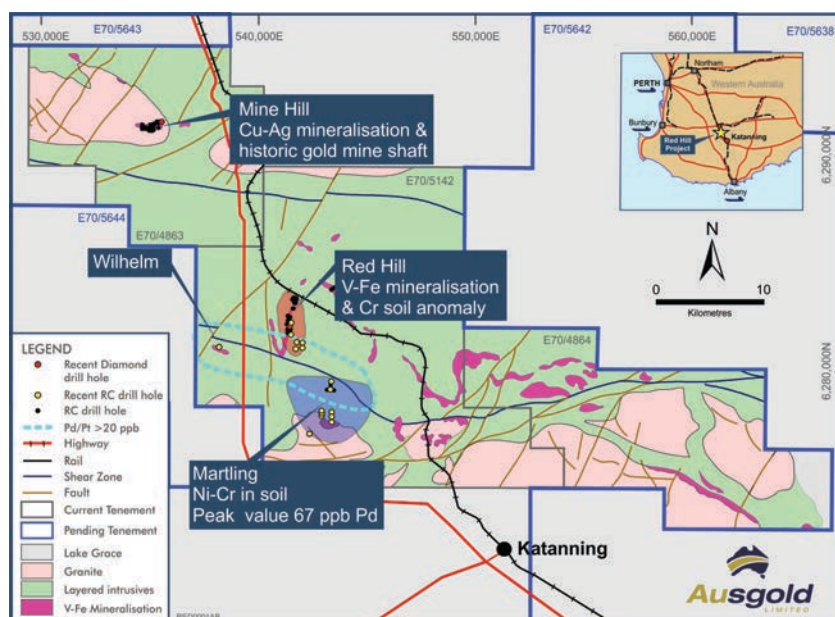 E70/5643
E70/5642
E70/5638
530,000E
540,000E
550,000E
560,000E
Mine Hill
Cu-Ag mineralisation &
historic gold mine shaft
Northam
PERTH
Western Australia
Bunbury
Katanning
Red Hill
Project
Albany
6,290,000N
E70/5142
E70/5644
E70/4863
Wilhelm
Red Hill
V-Fe mineralisation
& Cr soil anomaly
N
0
10
Kilometres
E70/4864
6,280,000N
LEGEND
Recent Diamond
drill hole
Recent RC drill hole
RC drill hole
Pd/Pt >20 ppb
Highway
Rail
Shear Zone
Fault
Current Tenement
Pending Tenement
Lake Grace
Granite
Layered intrusives
V-Fe Mineralisation
Martling
Ni-Cr in soil
Peak value 67 ppb Pd
Katanning
Ausgold
LIMITED